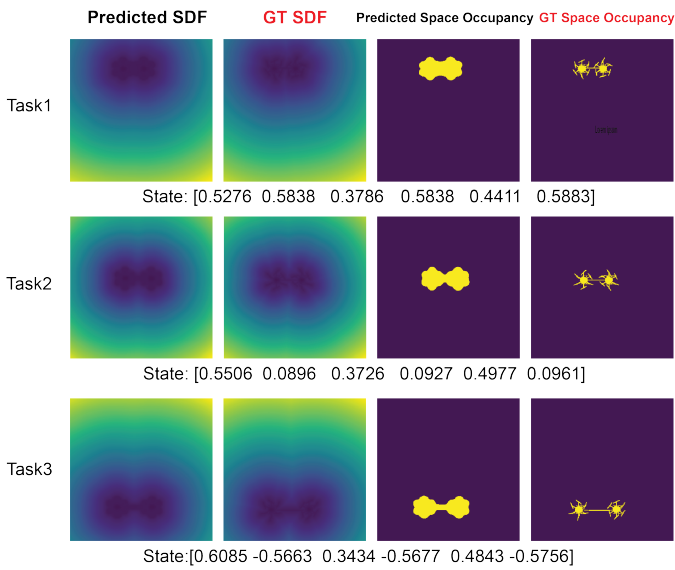 Predicted SDF GT SDF Predicted Space Occupancy GT Space Occupancy
Task1
State: [0.5276 0.5838 0.3786 0.5838 0.4411 0.5883]
Task2
State: [0.5506 0.0896 0.3726 0.0927 0.4977 0.0961]
Task3
State:[0.6085 -0.5663 0.3434 -0.5677 0.4843 -0.5756]